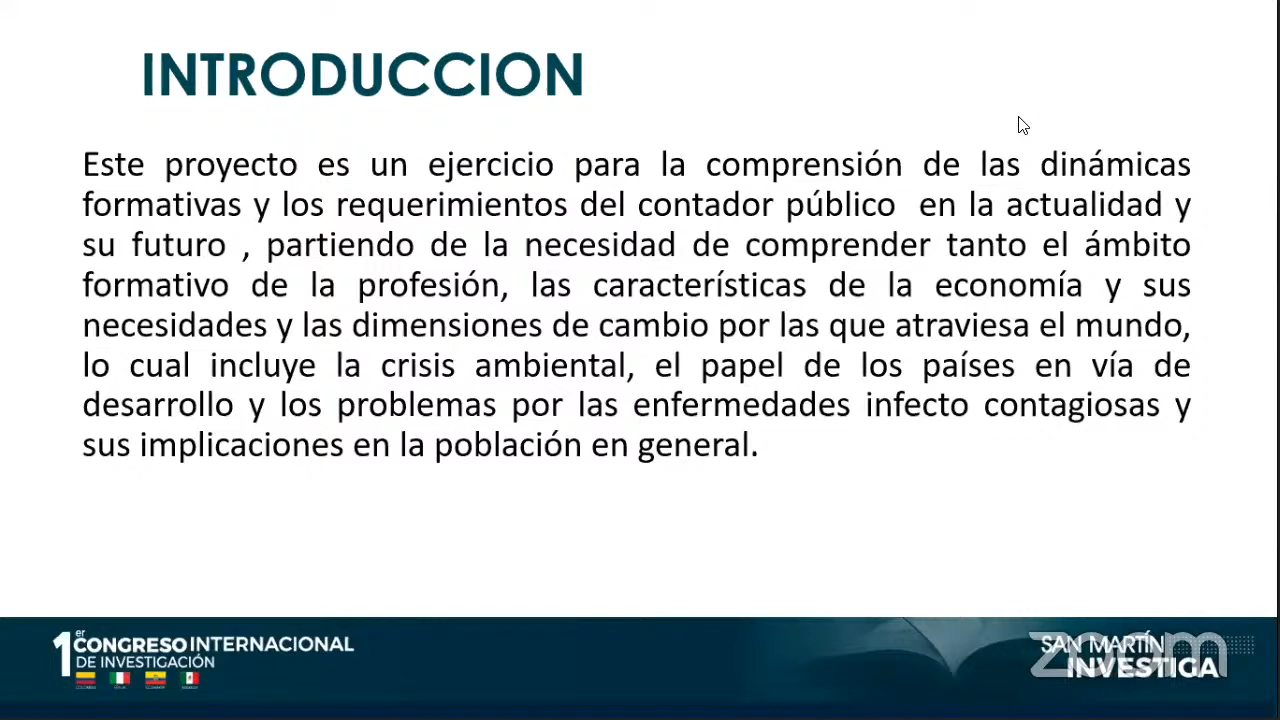 INTRODUCCION
Este proyecto es un ejercicio para la comprensión de las dinámicas
formativas y los requerimientos del contador público  en la actualidad y
su futuro , partiendo de la necesidad de comprender tanto el ámbito
formativo de la profesión, las características de la economía y sus
necesidades y las dimensiones de cambio por las que atraviesa el mundo,
lo cual incluye la crisis ambiental, el papel de los países en vía de
desarrollo y los problemas por las enfermedades infecto contagiosas y
sus implicaciones en la población en general.
1er CONGRESO INTERNACIONAL
DE INVESTIGACIÓN
SAN MARTÍN
INVESTIGA
zoom